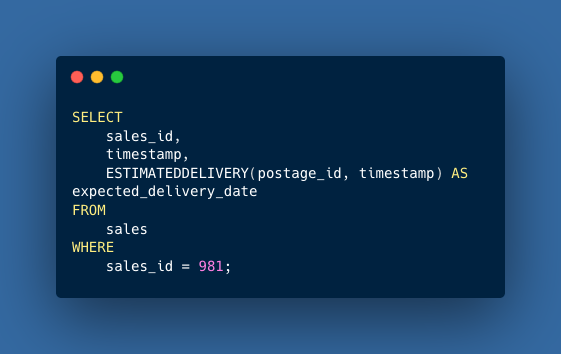 SELECT
    sales_id,
    timestamp,
    ESTIMATEDDELIVERY(postage_id, timestamp) AS
expected_delivery_date
FROM
    sales
WHERE
    sales_id = 981;